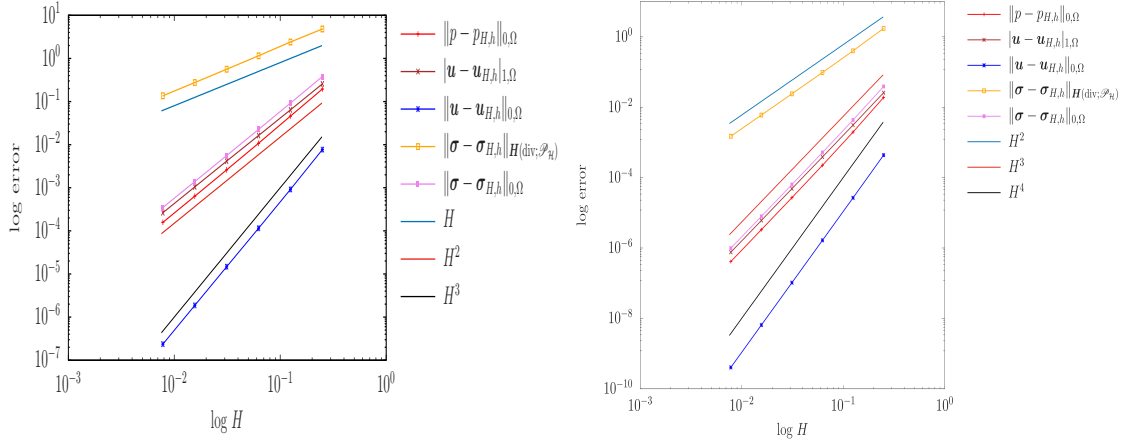 10^1
10^0
10^-1
10^-2
10^-3
10^-4
10^-5
10^-6
10^-7
log error
10^-3
10^-2
10^-1
10^0
log H
‖p − p_{H,h}‖_{0,Ω}
|u − u_{H,h}|_{1,Ω}
‖u − u_{H,h}‖_{0,Ω}
‖σ − σ_{H,h}‖_{H(div;𝒫_ℋ)}
‖σ − σ_{H,h}‖_{0,Ω}
H
H^2
H^3
10^0
10^-2
10^-4
10^-6
10^-8
10^-10
log error
10^-3
10^-2
10^-1
10^0
log H
‖p − p_{H,h}‖_{0,Ω}
|u − u_{H,h}|_{1,Ω}
‖u − u_{H,h}‖_{0,Ω}
‖σ − σ_{H,h}‖_{H(div;𝒫_ℋ)}
‖σ − σ_{H,h}‖_{0,Ω}
H^2
H^3
H^4